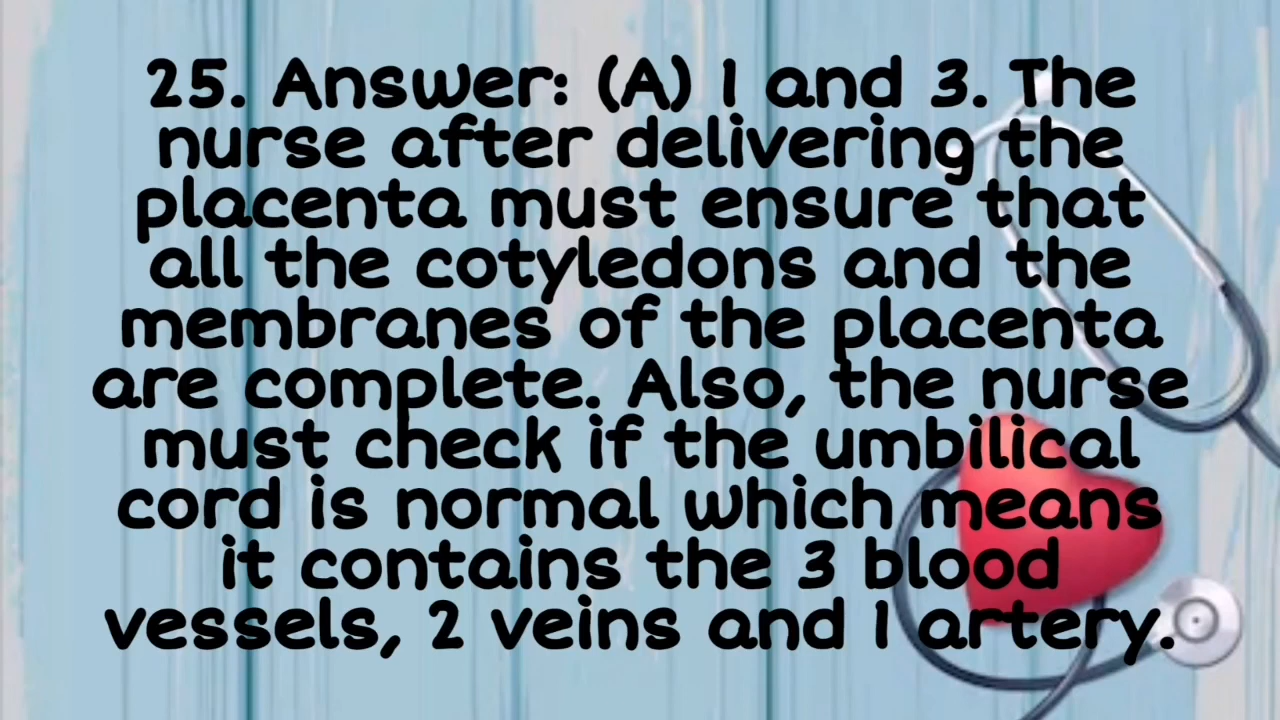 25. Answer: (A) 1 and 3. The
nurse after delivering the
placenta must ensure that
all the cotyledons and the
membranes of the placenta
are complete. Also, the nurse
must check if the umbilical
cord is normal which means
it contains the 3 blood
vessels, 2 veins and 1 artery.